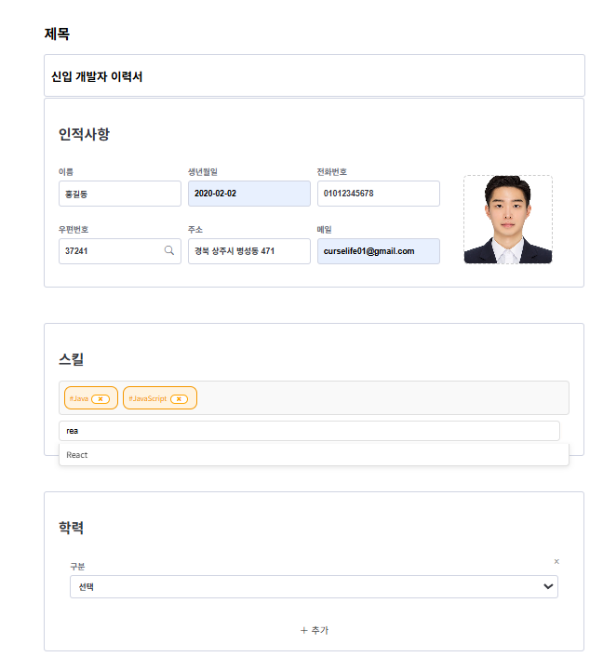 제목
신입 개발자 이력서
인적사항
이름 생년월일 전화번호
홍길동 2020-02-02 01012345678
우편번호 주소 메일
37241 경북 상주시 병성동 471 curselife01@gmail.com
스킬
#Java x #JavaScript x
rea
React
학력
x
구분
선택
+ 추가